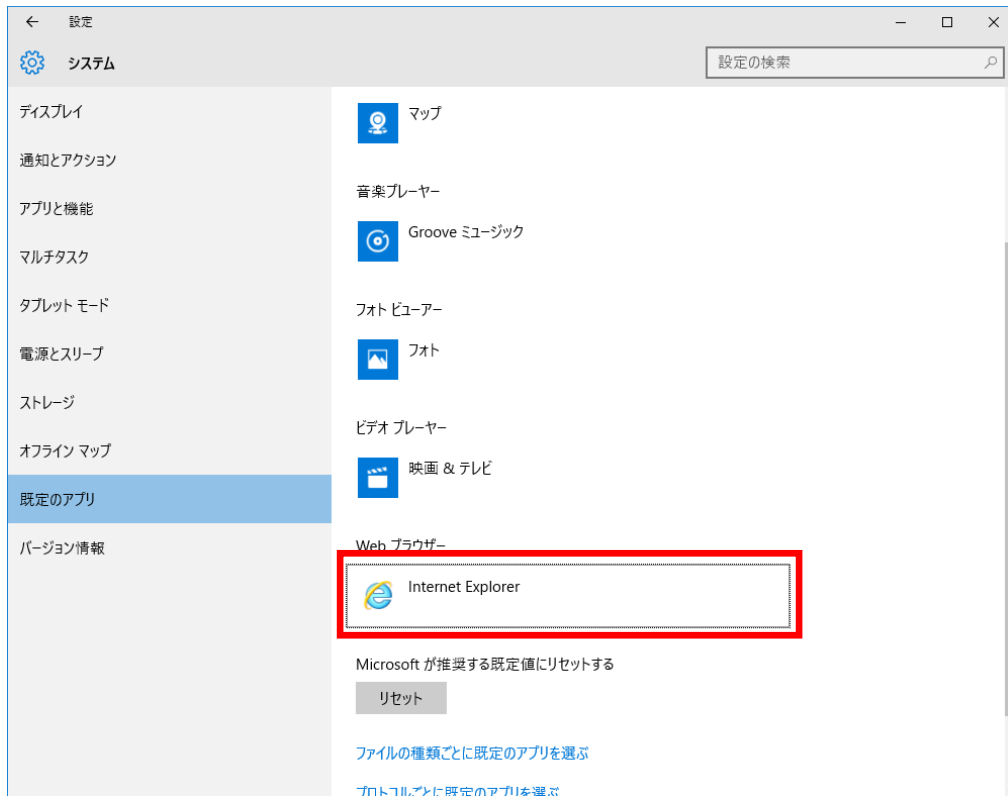 設定
システム
設定の検索
ディスプレイ
通知とアクション
アプリと機能
マルチタスク
タブレット モード
電源とスリープ
ストレージ
オフライン マップ
既定のアプリ
バージョン情報
マップ
音楽プレーヤー
Groove ミュージック
フォト ビューアー
フォト
ビデオ プレーヤー
映画 & テレビ
Web ブラウザー
Internet Explorer
Microsoft が推奨する既定値にリセットする
リセット
ファイルの種類ごとに既定のアプリを選ぶ
プロトコルごとに既定のアプリを選ぶ